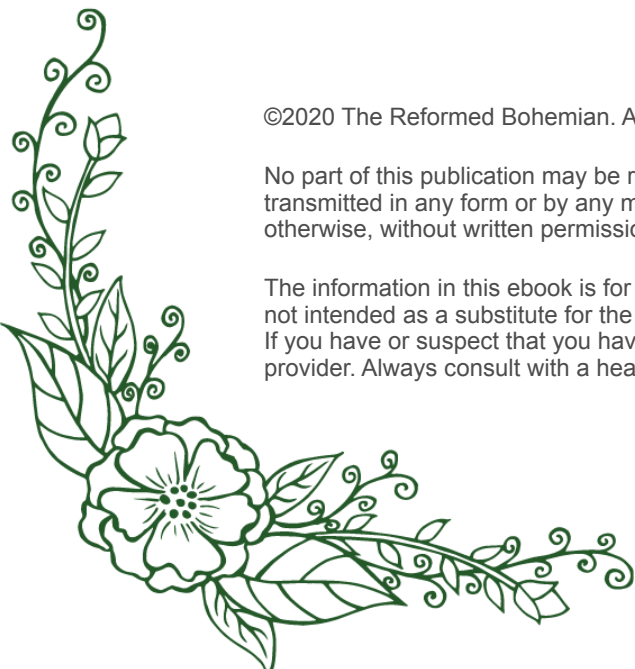 ©2020 The Reformed Bohemian. A
No part of this publication may be r
transmitted in any form or by any m
otherwise, without written permissio
The information in this ebook is for
not intended as a substitute for the
If you have or suspect that you hav
provider. Always consult with a hea